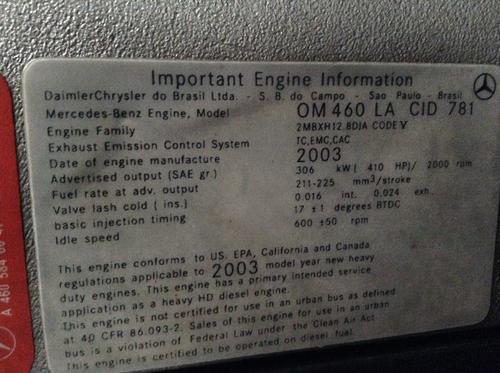 Important Engine Information
DaimlerChrysler do Brasil Ltda. - S. B. do Campo - Sao Paulo - Brasil
Mercedes-Benz Engine, Model OM 460 LA CID 781
Engine Family 2MBXH12.8DJA CODE V
Exhaust Emission Control System TC,EMC,CAC
Date of engine manufacture 2003
Advertised output (SAE gr.) 306 kW( 410 HP)/ 2000 rpm
Fuel rate at adv. output 211-225 mm³/stroke
Valve lash cold ( ins.) 0.016 int. 0.024 exh.
basic injection timing 17 ±1 degrees BTDC
Idle speed 600 ±50 rpm
This engine conforms to US. EPA, California and Canada
regulations applicable to 2003 model year new heavy
duty engines. This engine has a primary intended service
application as a heavy HD diesel engine.
This engine is not certified for use in an urban bus as defined
at 40 CFR 86.093-2. Sales of this engine for use in an urban
bus is a violation of Federal Law under the Clean Air Act
This engine is certified to be operated on diesel fuel.
A 460 584 00